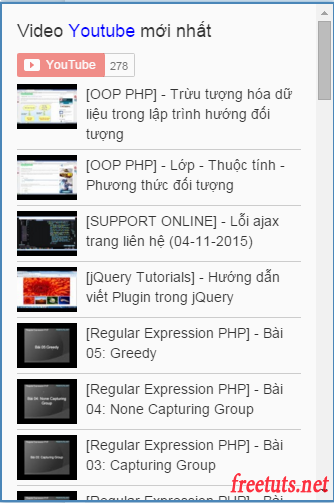 Video Youtube mới nhất
YouTube 278
[OOP PHP] - Trừu tượng hóa dữ
liệu trong lập trình hướng đối
tượng
[OOP PHP] - Lớp - Thuộc tính -
Phương thức đối tượng
[SUPPORT ONLINE] - Lỗi ajax
trang liên hệ (04-11-2015)
[jQuery Tutorials] - Hướng dẫn
viết Plugin trong jQuery
[Regular Expression PHP] - Bài
05: Greedy
[Regular Expression PHP] - Bài
04: None Capturing Group
[Regular Expression PHP] - Bài
03: Capturing Group
freetuts.net